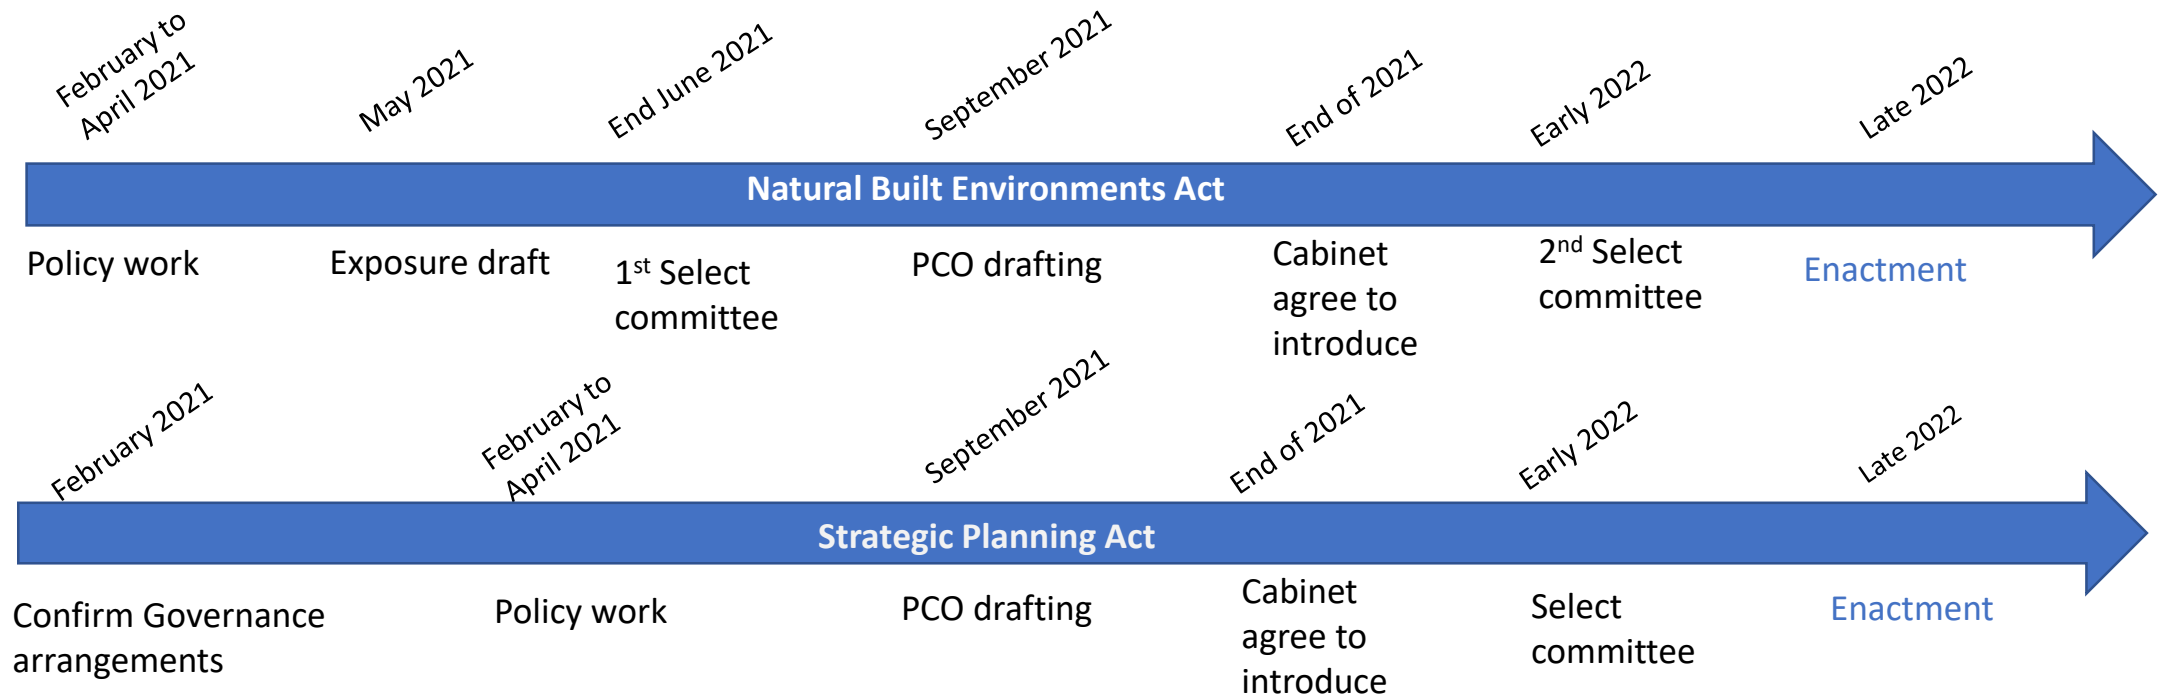 February to
April 2021
May 2021
End June 2021
September 2021
End of 2021
Early 2022
Late 2022
Natural Built Environments Act
Policy work
Exposure draft
1st Select
committee
PCO drafting
Cabinet
agree to
introduce
2nd Select
committee
Enactment
February 2021
February to
April 2021
September 2021
End of 2021
Early 2022
Late 2022
Strategic Planning Act
Confirm Governance
arrangements
Policy work
PCO drafting
Cabinet
agree to
introduce
Select
committee
Enactment